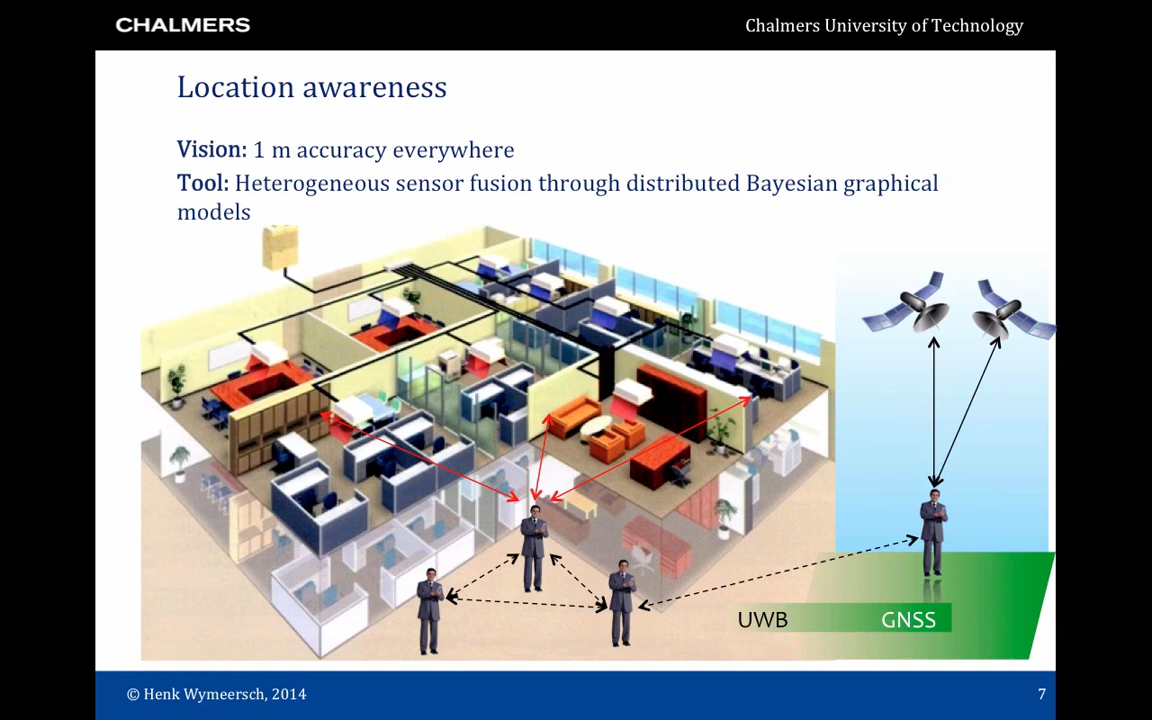 CHALMERS
Chalmers University of Technology
Location awareness
Vision: 1 m accuracy everywhere
Tool: Heterogeneous sensor fusion through distributed Bayesian graphical
models
UWB
GNSS
© Henk Wymeersch, 2014
7